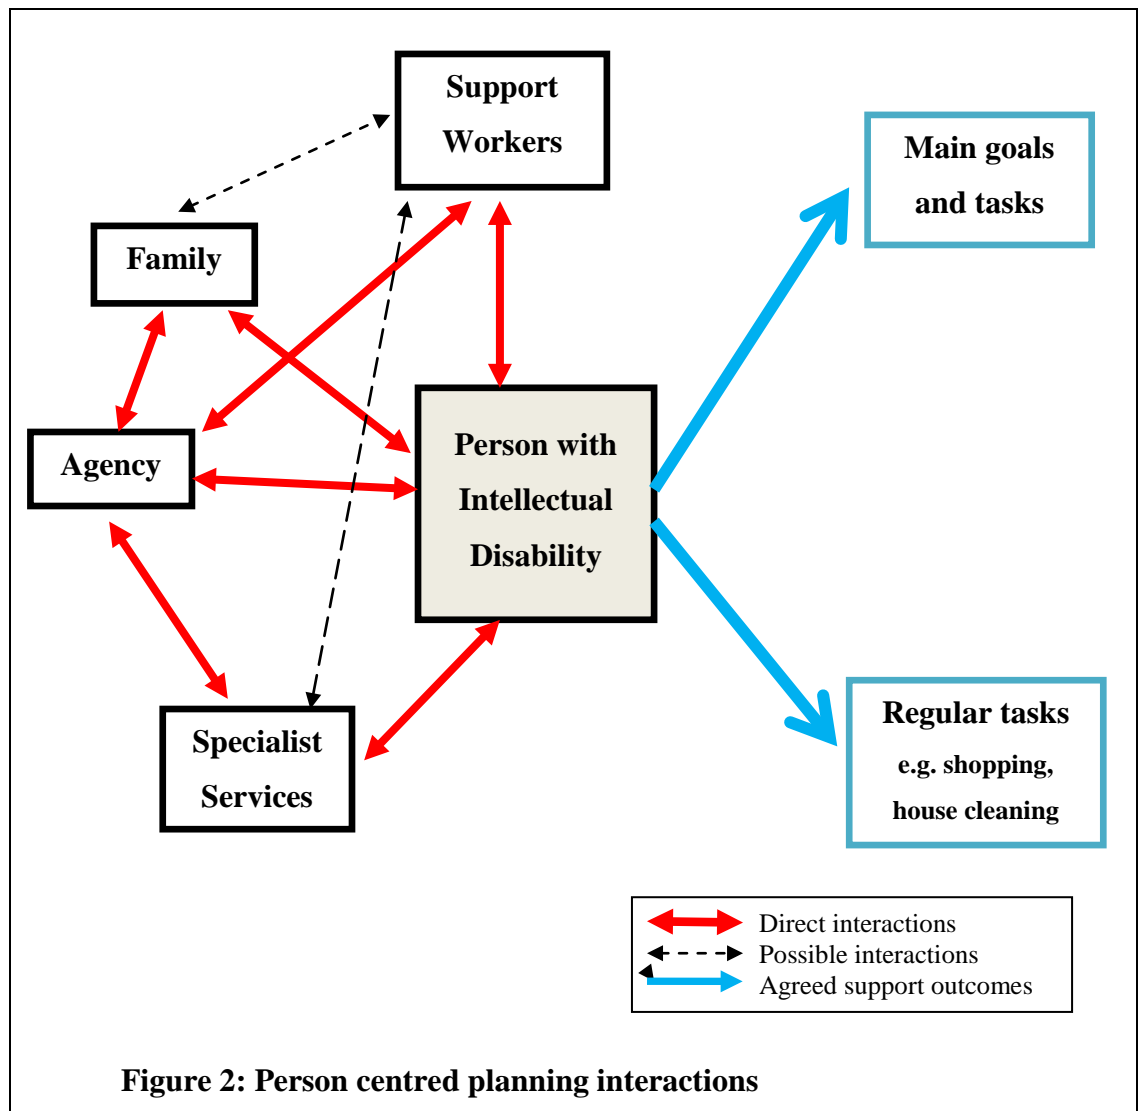 Support
Workers
Main goals
and tasks
Family
Agency
Person with
Intellectual
Disability
Specialist
Services
Regular tasks
e.g. shopping,
house cleaning
Direct interactions
Possible interactions
Agreed support outcomes
Figure 2: Person centred planning interactions